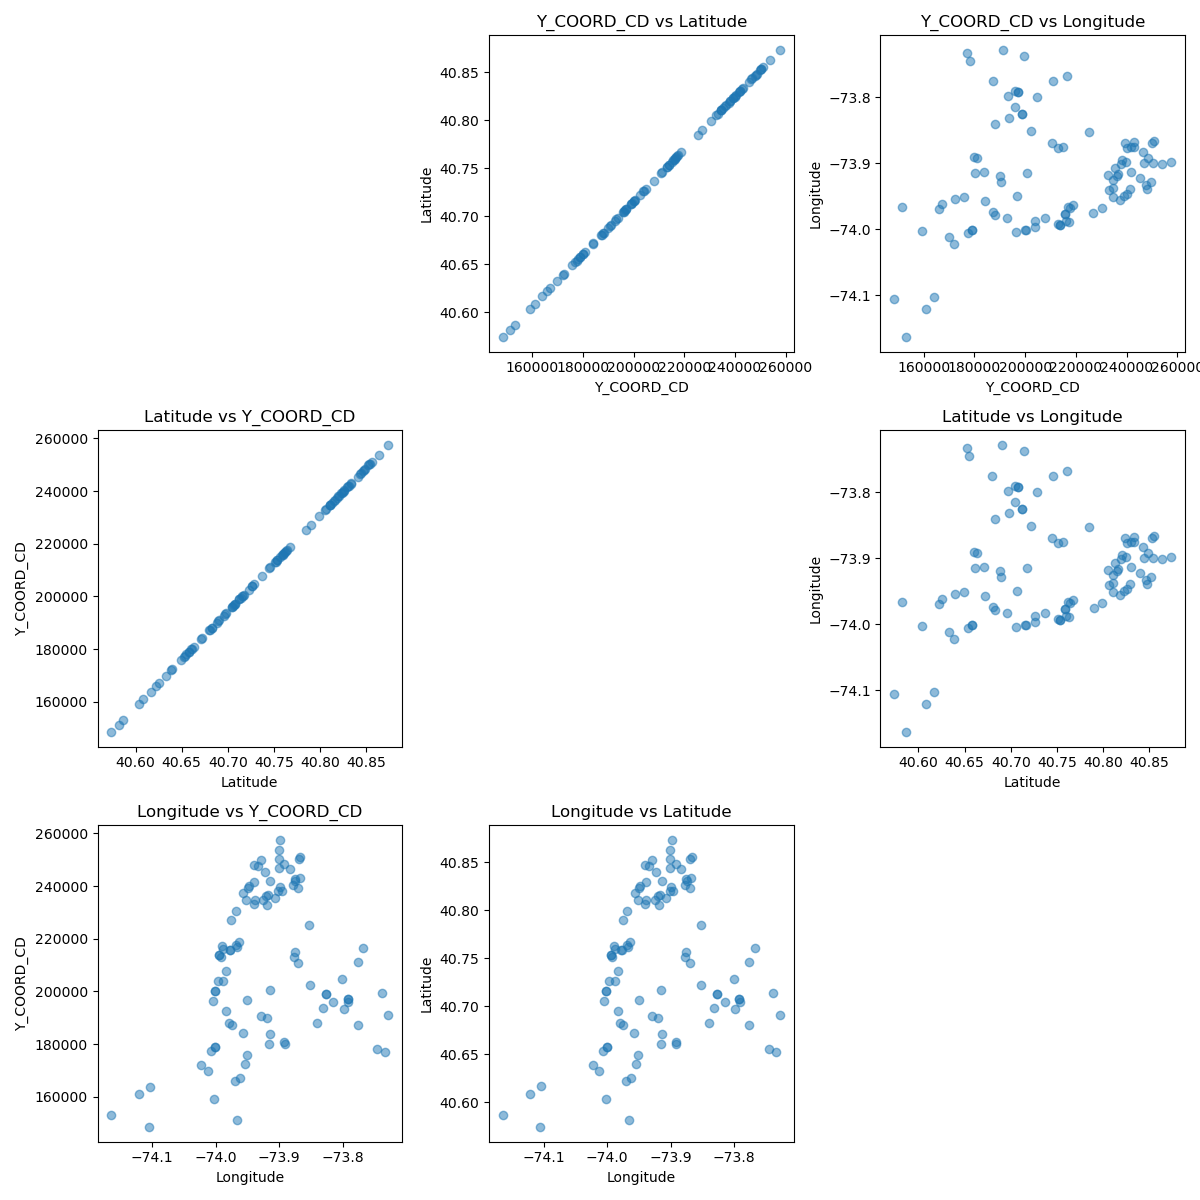 Y_COORD_CD vs Latitude
Latitude
40.85
40.80
40.75
40.70
40.65
40.60
160000 180000 200000 220000 240000 260000
Y_COORD_CD
Y_COORD_CD vs Longitude
Longitude
−73.8
−73.9
−74.0
−74.1
160000 180000 200000 220000 240000 260000
Y_COORD_CD
Latitude vs Y_COORD_CD
Y_COORD_CD
260000
240000
220000
200000
180000
160000
40.60 40.65 40.70 40.75 40.80 40.85
Latitude
Latitude vs Longitude
Longitude
−73.8
−73.9
−74.0
−74.1
40.60 40.65 40.70 40.75 40.80 40.85
Latitude
Longitude vs Y_COORD_CD
Y_COORD_CD
260000
240000
220000
200000
180000
160000
−74.1 −74.0 −73.9 −73.8
Longitude
Longitude vs Latitude
Latitude
40.85
40.80
40.75
40.70
40.65
40.60
−74.1 −74.0 −73.9 −73.8
Longitude